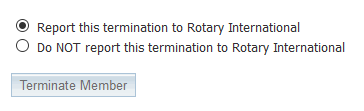 Report this termination to Rotary International
Do NOT report this termination to Rotary International
Terminate Member